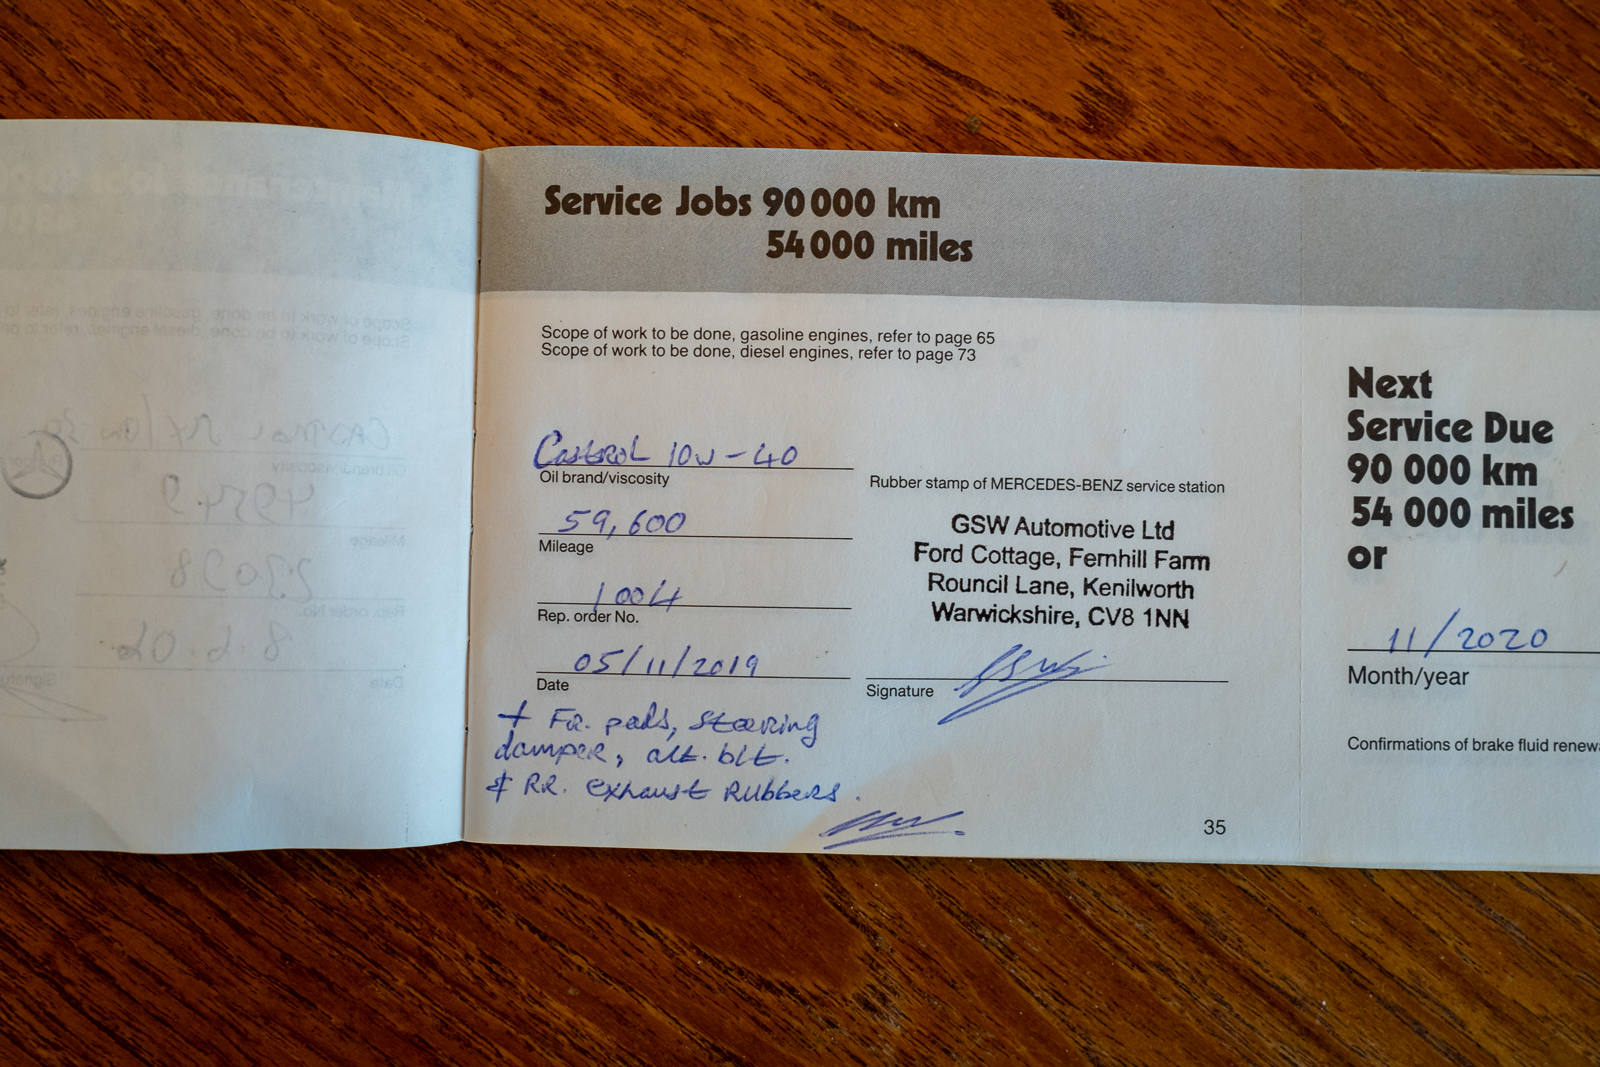 Service Jobs 90 000 km
54 000 miles
Scope of work to be done, gasoline engines, refer to page 65
Scope of work to be done, diesel engines, refer to page 73
Castrol 10w-40
Oil brand/viscosity
59,600
Mileage
1004
Rep. order No.
05/11/2019
Date
+ Fr. pads, steering
damper, alt. blt.
& RR. exhaust Rubbers.
Rubber stamp of MERCEDES-BENZ service station
GSW Automotive Ltd
Ford Cottage, Fernhill Farm
Rouncil Lane, Kenilworth
Warwickshire, CV8 1NN
Signature
35
Next
Service Due
90 000 km
54 000 miles
or
11/2020
Month/year
Confirmations of brake fluid renew